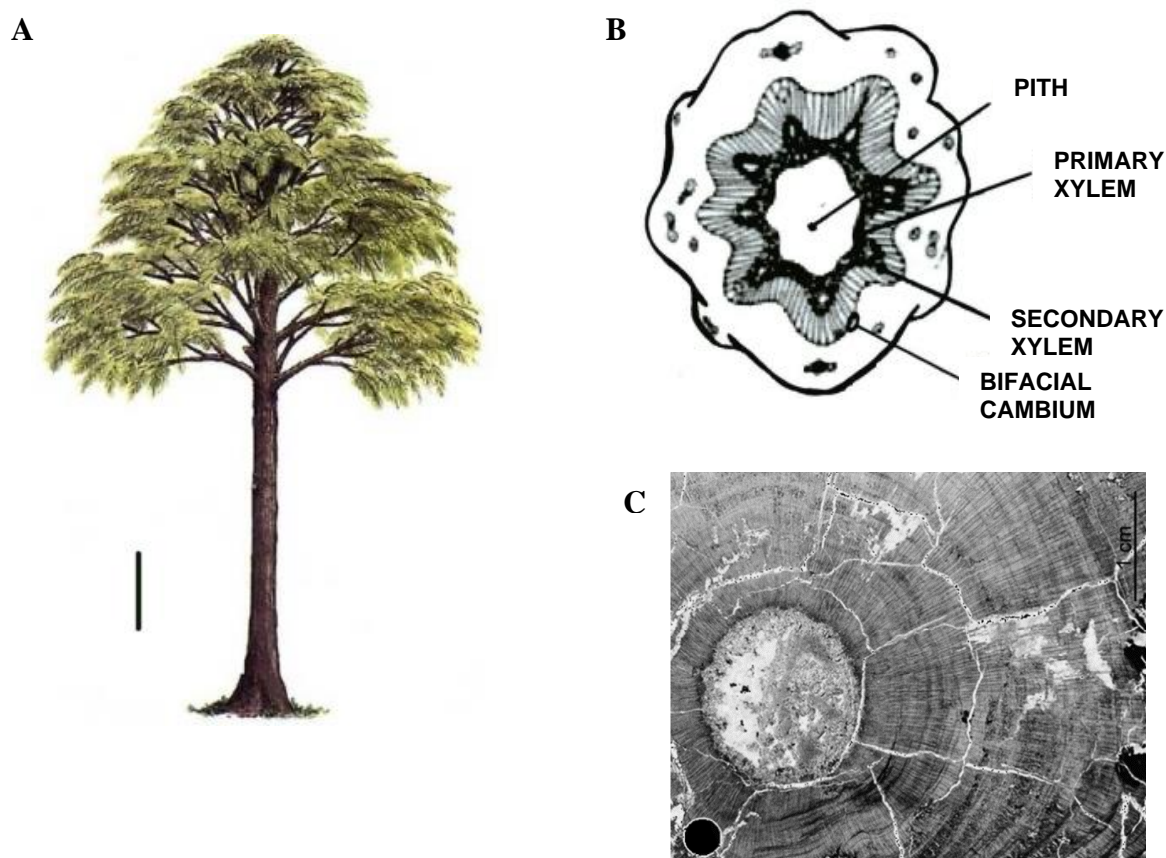 A
B
PITH
PRIMARY
XYLEM
SECONDARY
XYLEM
BIFACIAL
CAMBIUM
C
1 cm